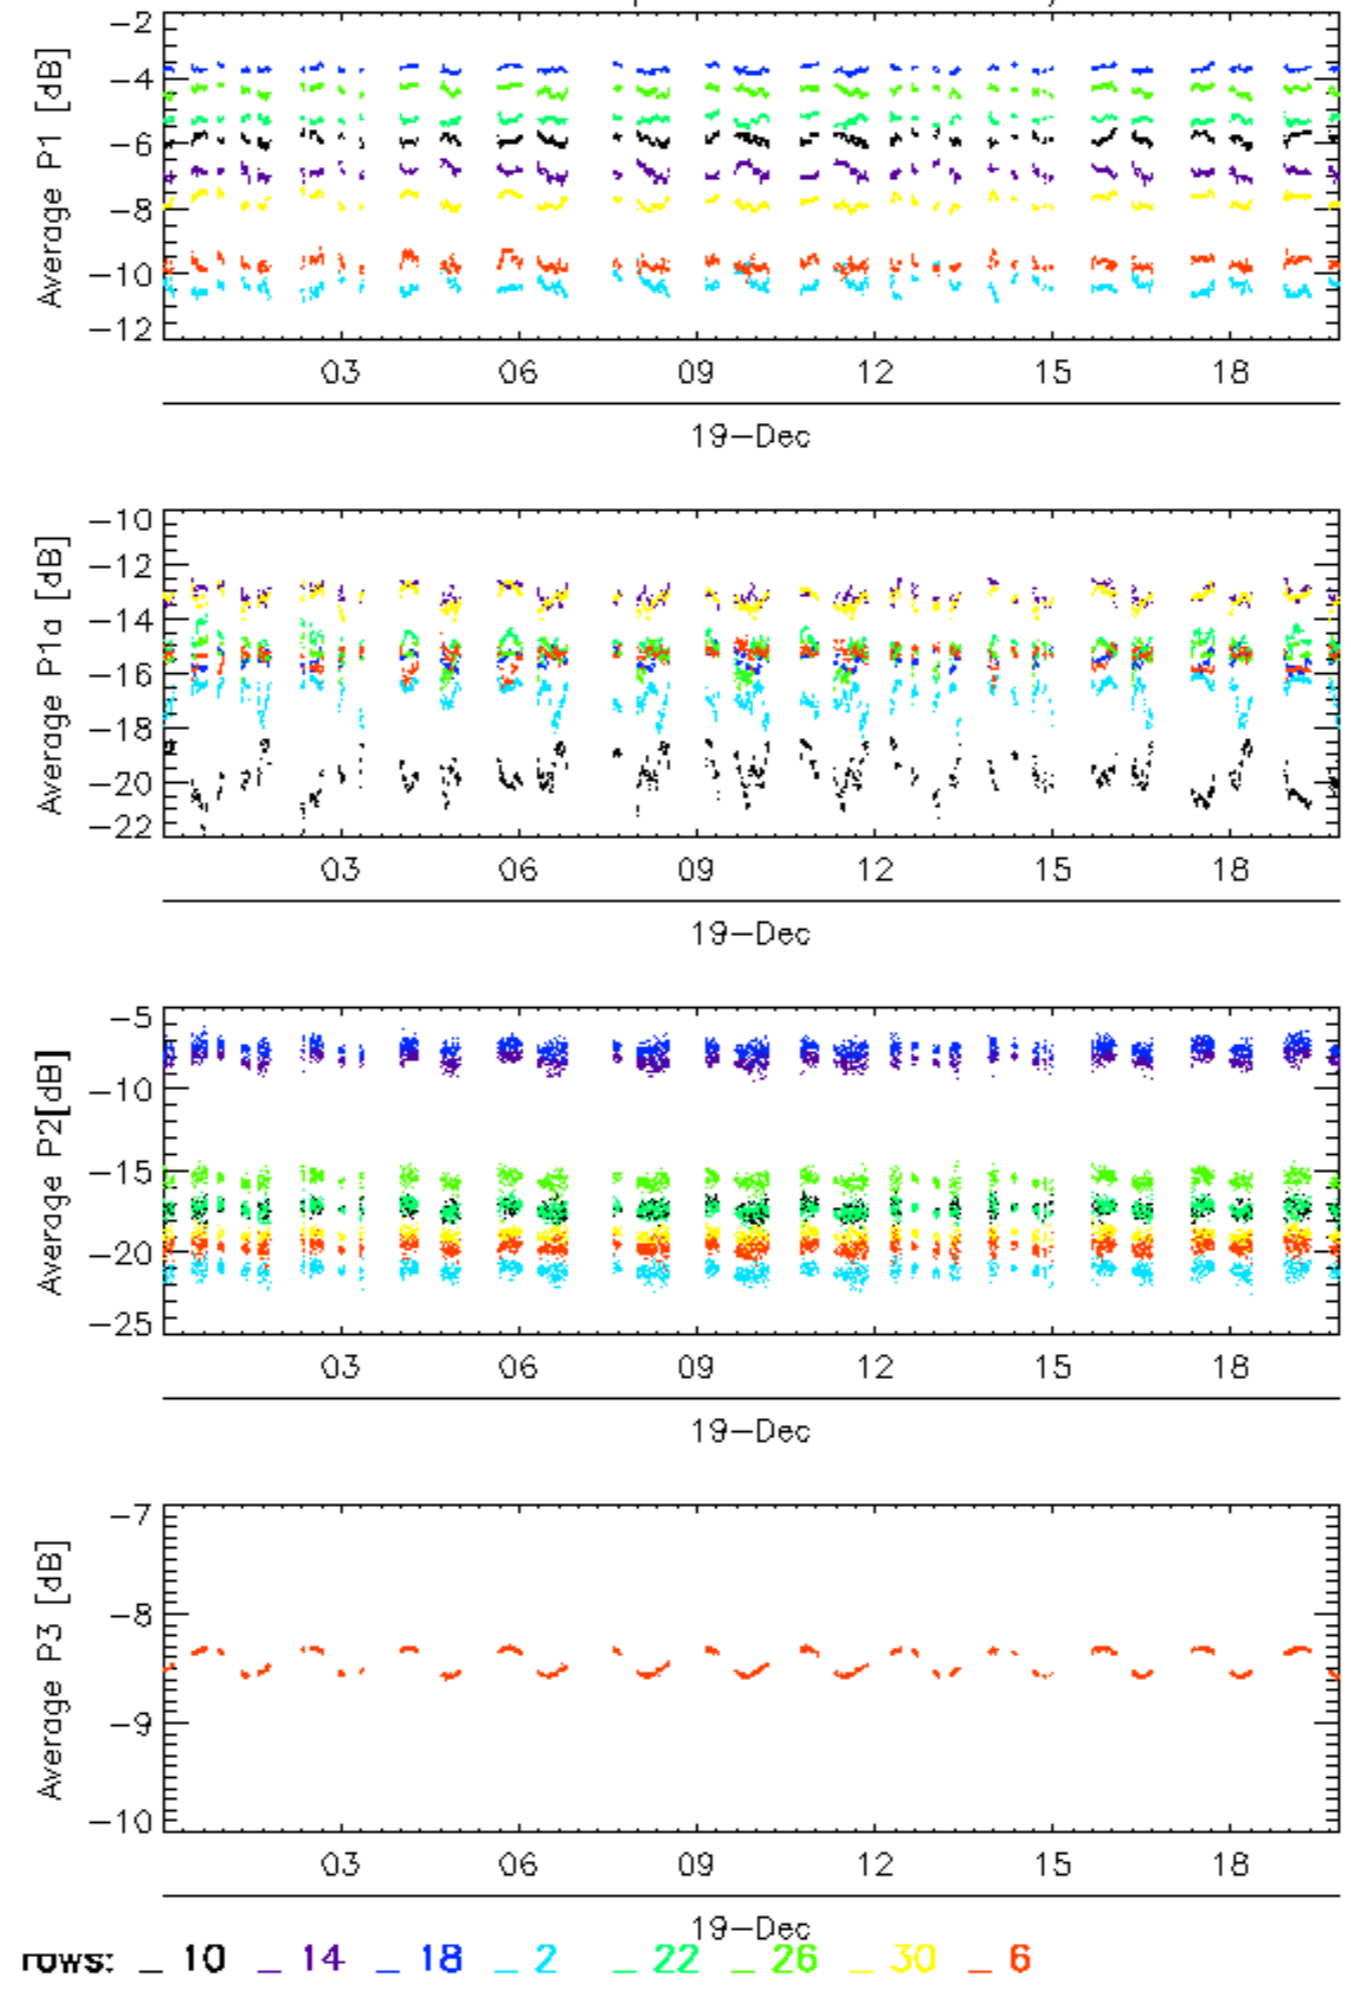 −2
−4
−6
−8
−10
−12
Average P1 [dB]
03 06 09 12 15 18
19−Dec
−10
−12
−14
−16
−18
−20
−22
Average P1a [dB]
03 06 09 12 15 18
19−Dec
−5
−10
−15
−20
−25
Average P2[dB]
03 06 09 12 15 18
19−Dec
−7
−8
−9
−10
Average P3 [dB]
03 06 09 12 15 18
19−Dec
rows: _ 10 _ 14 _ 18 _ 2 _ 22 _ 26 _ 30 _ 6